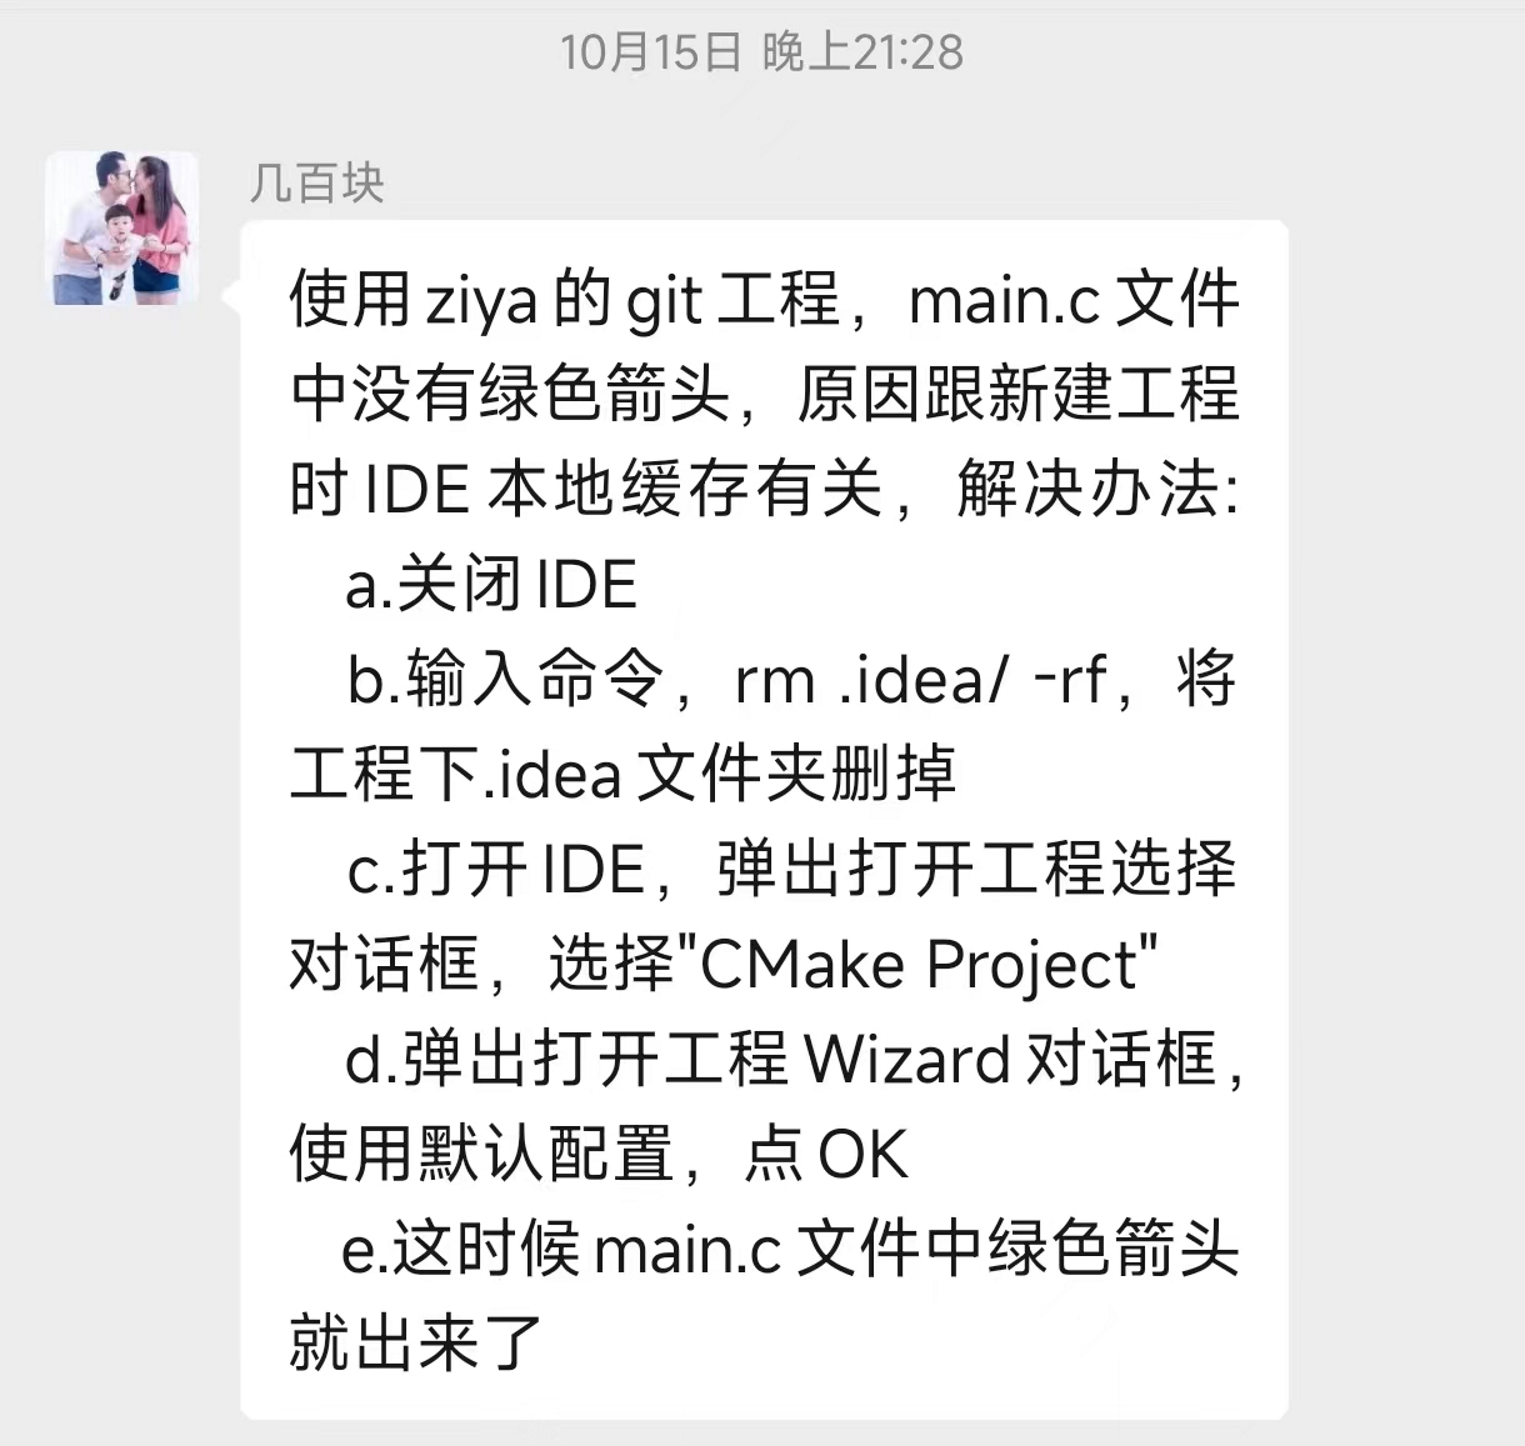 10月15日 晚上21:28
几百块
使用ziya的git工程，main.c文件
中没有绿色箭头，原因跟新建工程
时IDE本地缓存有关，解决办法:
a.关闭IDE
b.输入命令，rm .idea/ -rf，将
工程下.idea文件夹删掉
c.打开IDE，弹出打开工程选择
对话框，选择"CMake Project"
d.弹出打开工程Wizard对话框，
使用默认配置，点OK
e.这时候main.c文件中绿色箭头
就出来了